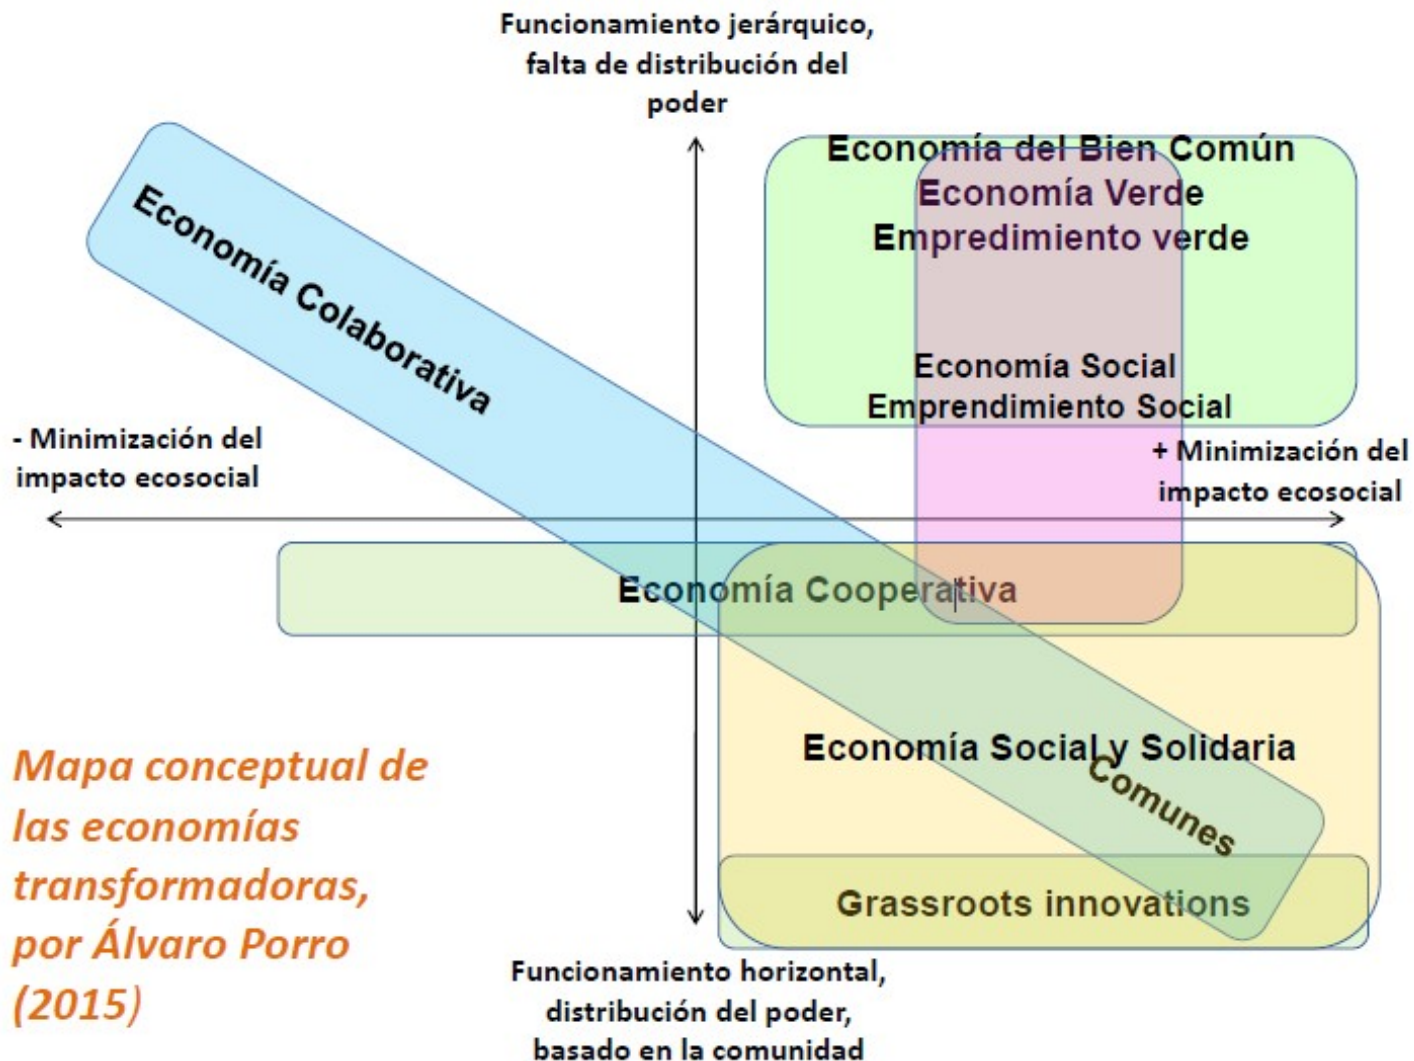 Funcionamiento jerárquico,
falta de distribución del
poder
Economía del Bien Común
Economía Verde
Empredimiento verde
Economía Colaborativa
Economía Social
Emprendimiento Social
- Minimización del
impacto ecosocial
+ Minimización del
impacto ecosocial
Economía Cooperativa
Economía Social y Solidaria
Comunes
Grassroots innovations
Mapa conceptual de
las economías
transformadoras,
por Álvaro Porro
(2015)
Funcionamiento horizontal,
distribución del poder,
basado en la comunidad